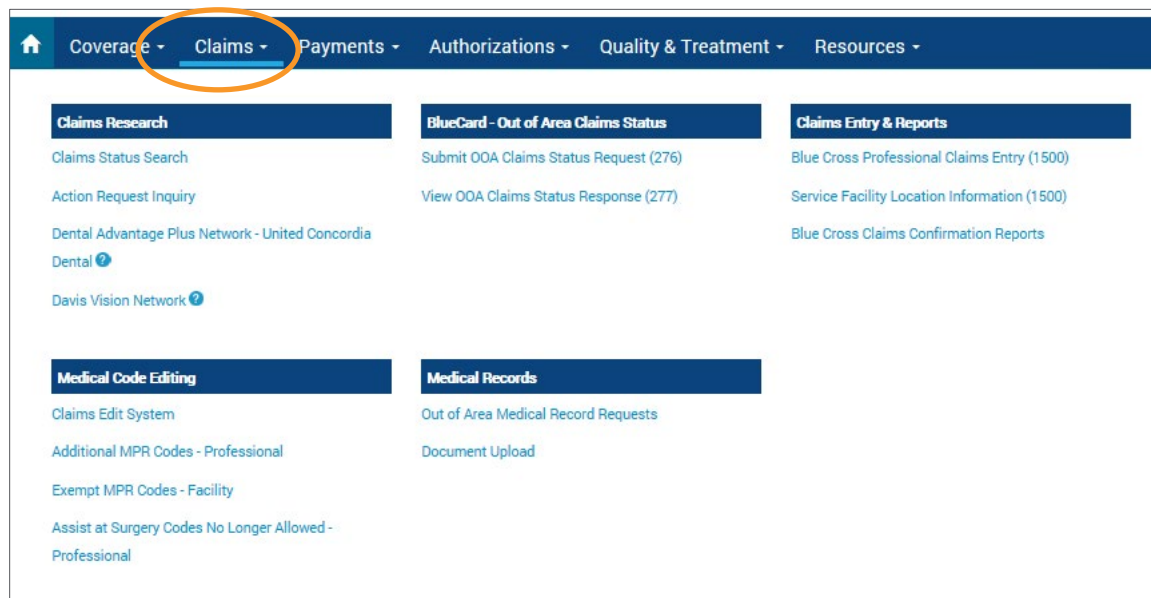 Coverage Claims Payments Authorizations Quality & Treatment Resources
Claims Research
Claims Status Search
Action Request Inquiry
Dental Advantage Plus Network - United Concordia
Dental ?
Davis Vision Network ?
BlueCard - Out of Area Claims Status
Submit OOA Claims Status Request (276)
View OOA Claims Status Response (277)
Claims Entry & Reports
Blue Cross Professional Claims Entry (1500)
Service Facility Location Information (1500)
Blue Cross Claims Confirmation Reports
Medical Code Editing
Claims Edit System
Additional MPR Codes - Professional
Exempt MPR Codes - Facility
Assist at Surgery Codes No Longer Allowed -
Professional
Medical Records
Out of Area Medical Record Requests
Document Upload